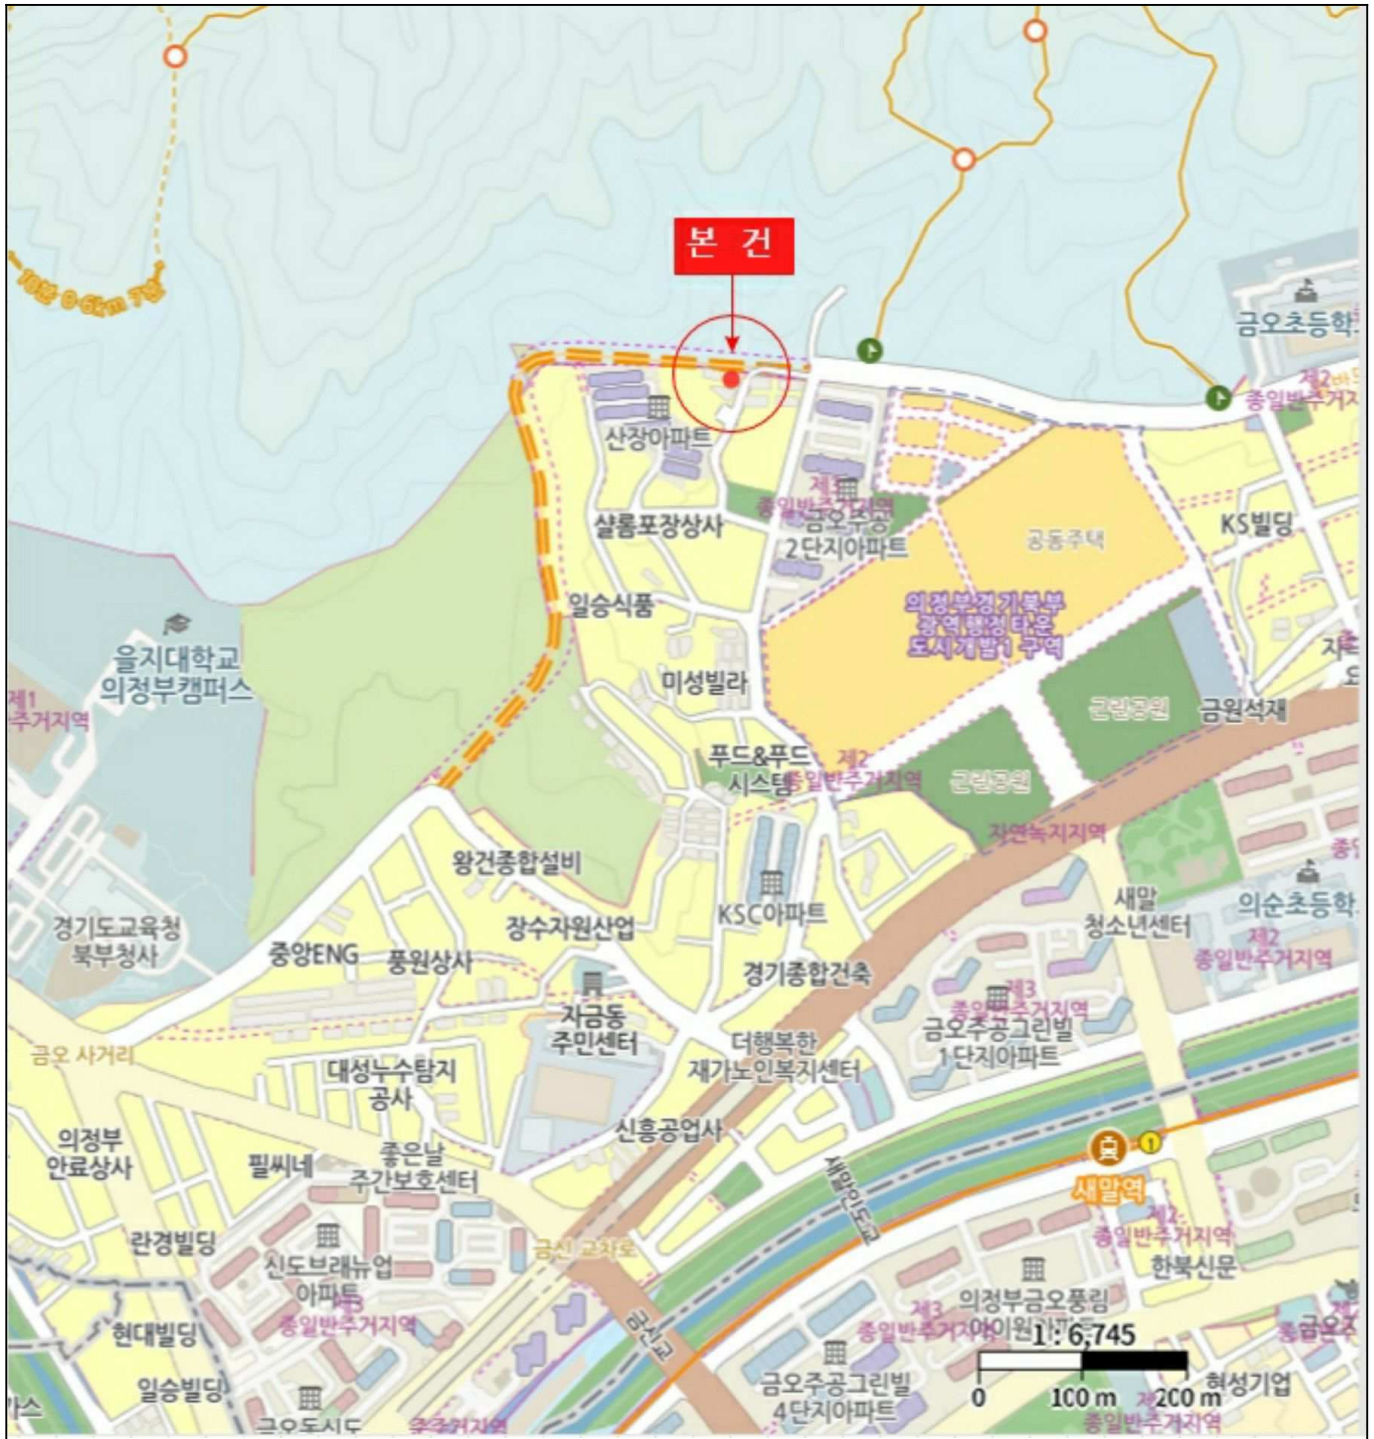 본 건
10분 0.6km 7분
금오초등학
제2
종일반주거지
산장아파트
제3
종일반주거지역
금오주공
2단지아파트
샬롬포장상사
공동주택
KS빌딩
일승식품
의정부경기북부
광역행정타운
도시개발1 구역
을지대학교
의정부캠퍼스
제1
주거지역
미성빌라
근린공원
금원석재
푸드&푸드
시스템
제2
종일반주거지역
근린공원
자연녹지지역
왕건종합설비
새말
청소년센터
의순초등학
KSC아파트
장수자원산업
경기도교육청
북부청사
제2
종일반주거지역
중앙ENG
풍원상사
경기종합건축
제3
종일반주거지역
자금동
주민센터
더행복한
재가노인복지센터
금오주공그린빌
1단지아파트
금오 사거리
대성누수탐지
공사
신흥공업사
의정부
안료상사
필씨네
좋은날
주간보호센터
새말인도교
1
새말역
란경빌딩
금신 교차로
제2
종일반주거지역
신도브래뉴업
아파트
제3
종일반주거지역
한북신문
의정부금오풍림
아이원아파트
제3
종일반주거지역
현대빌딩
금신교
1 : 6,745
일승빌딩
금오주공그린빌
4단지아파트
0 100 m 200 m
현성기업
가스
금오동신도
주거지역
종일반주거지역